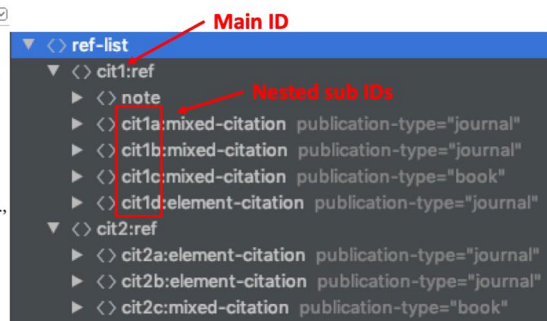 Main ID
▼ <> ref-list
▼ <> cit1:ref
▶ <> note
Nested sub IDs
▶ <> cit1a:mixed-citation publication-type="journal"
▶ <> cit1b:mixed-citation publication-type="journal"
▶ <> cit1c:mixed-citation publication-type="book"
▶ <> cit1d:element-citation publication-type="journal"
.,
▼ <> cit2:ref
▶ <> cit2a:element-citation publication-type="journal"
▶ <> cit2b:element-citation publication-type="journal"
▶ <> cit2c:mixed-citation publication-type="book"